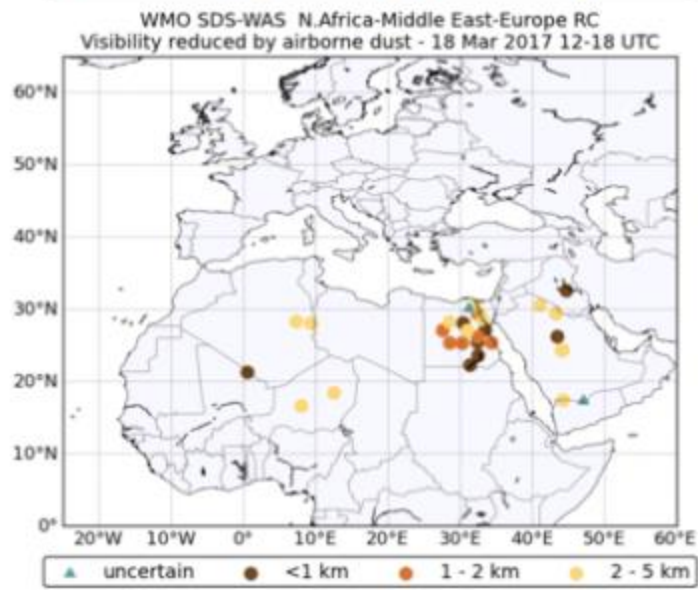 WMO SDS-WAS N.Africa-Middle East-Europe RC
Visibility reduced by airborne dust - 18 Mar 2017 12-18 UTC
60°N
50°N
40°N
30°N
20°N
10°N
0°
20°W 10°W 0° 10°E 20°E 30°E 40°E 50°E 60°E
uncertain <1 km 1 - 2 km 2 - 5 km